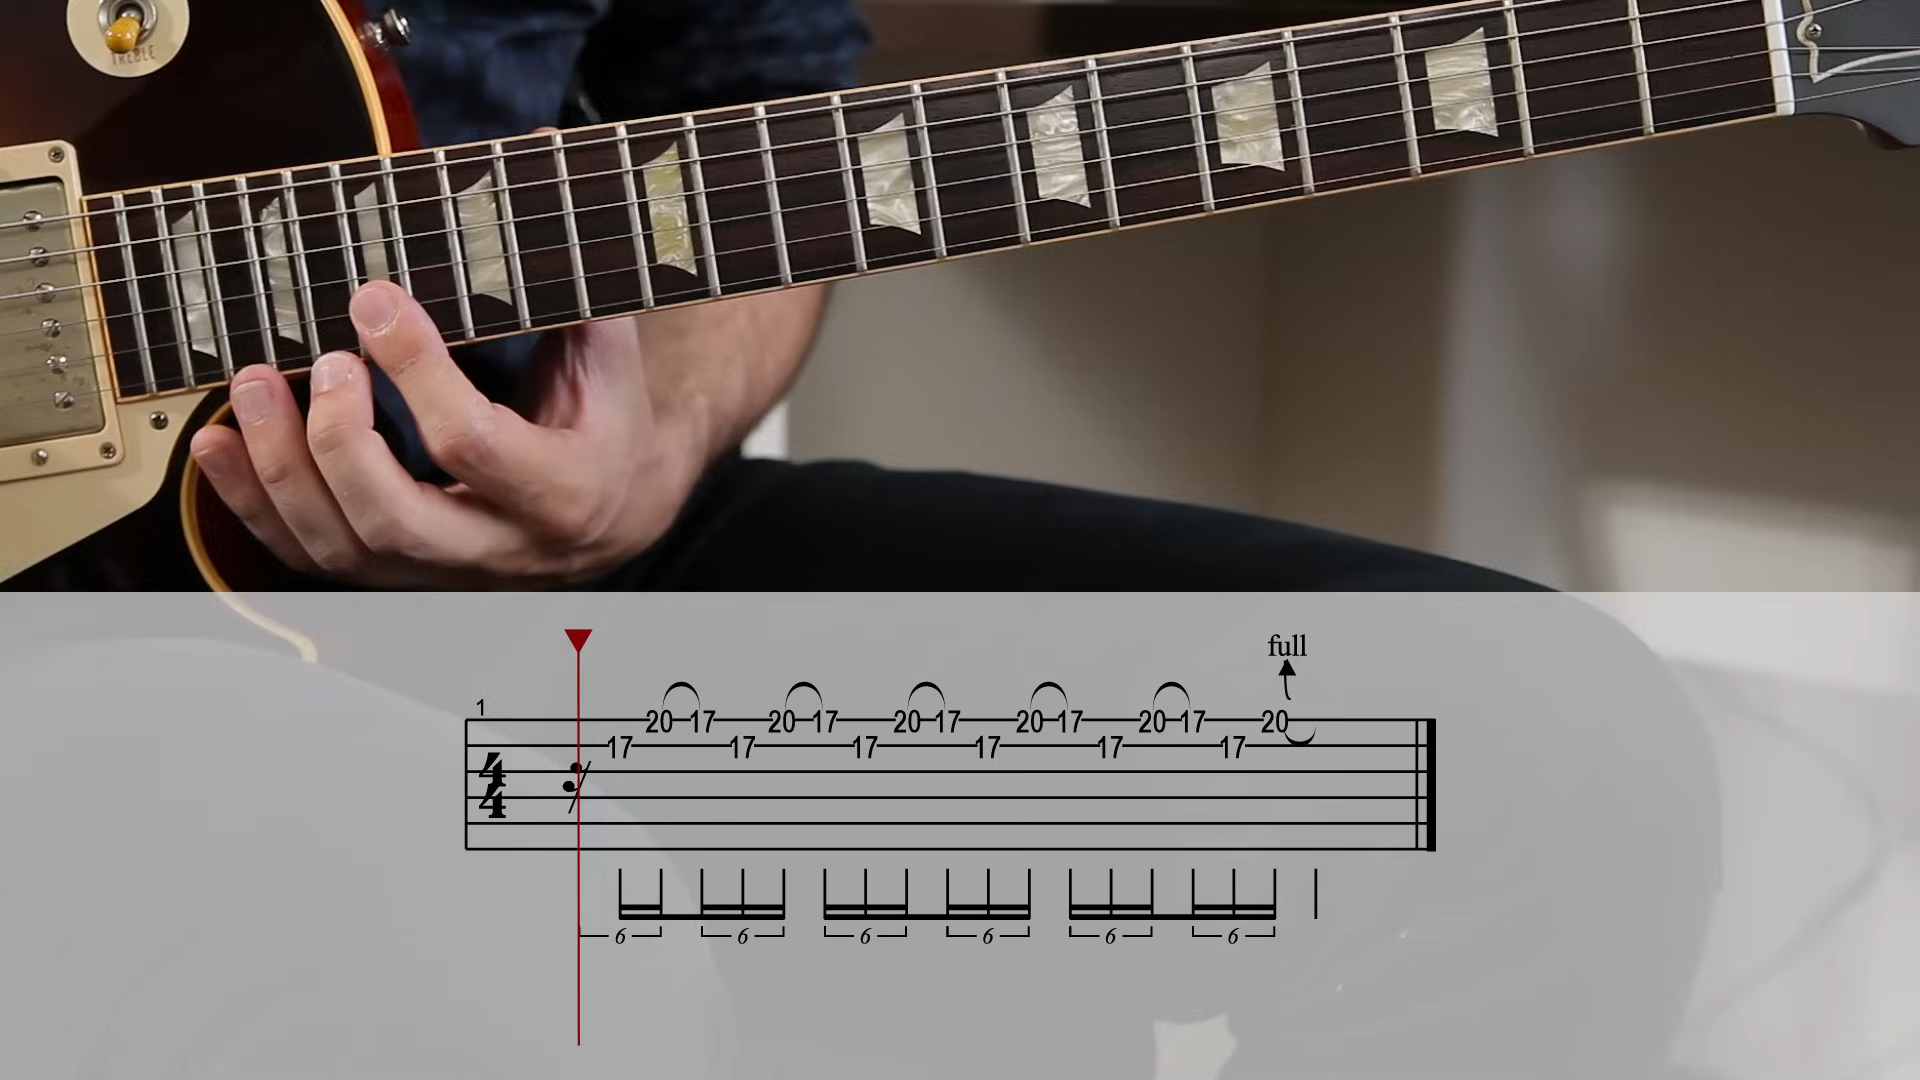 TREBLE
full
1
20 17 20 17 20 17 20 17 20 17 20
17 17 17 17 17 17
4
4
6 6 6 6 6 6